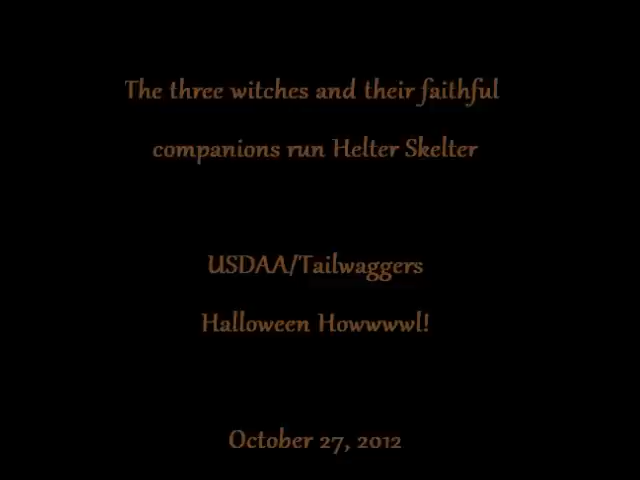 The three witches and their faithful
companions run Helter Skelter
USDAA/Tailwaggers
Halloween Howwwwl!
October 27, 2012